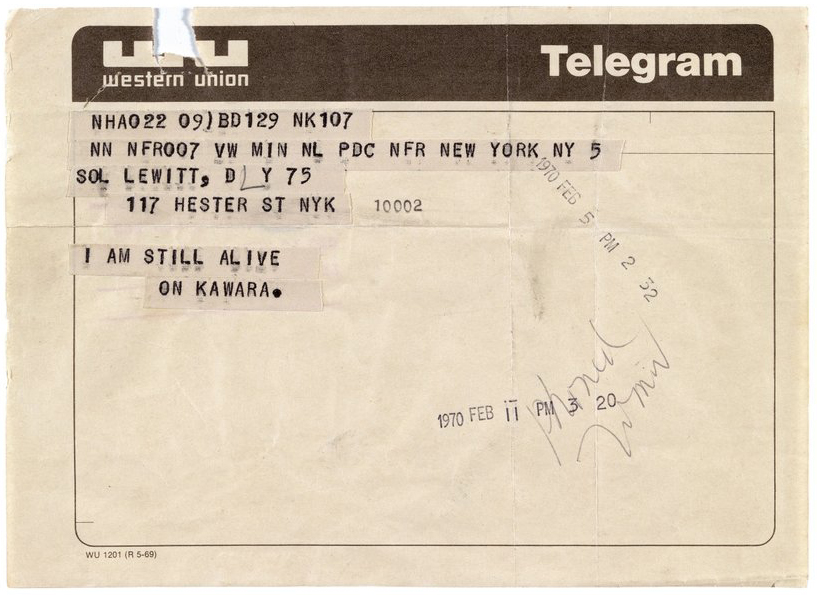 western union
Telegram
NHA022 09)BD129 NK107
NN NFR007 VW MIN NL PDC NFR NEW YORK NY 5
SOL LEWITT, DLY 75
117 HESTER ST NYK 10002
1970 FEB 5 PM 2 32
I AM STILL ALIVE
ON KAWARA.
phoned
1970 FEB 11 PM 3 20
WU 1201 (R 5-69)